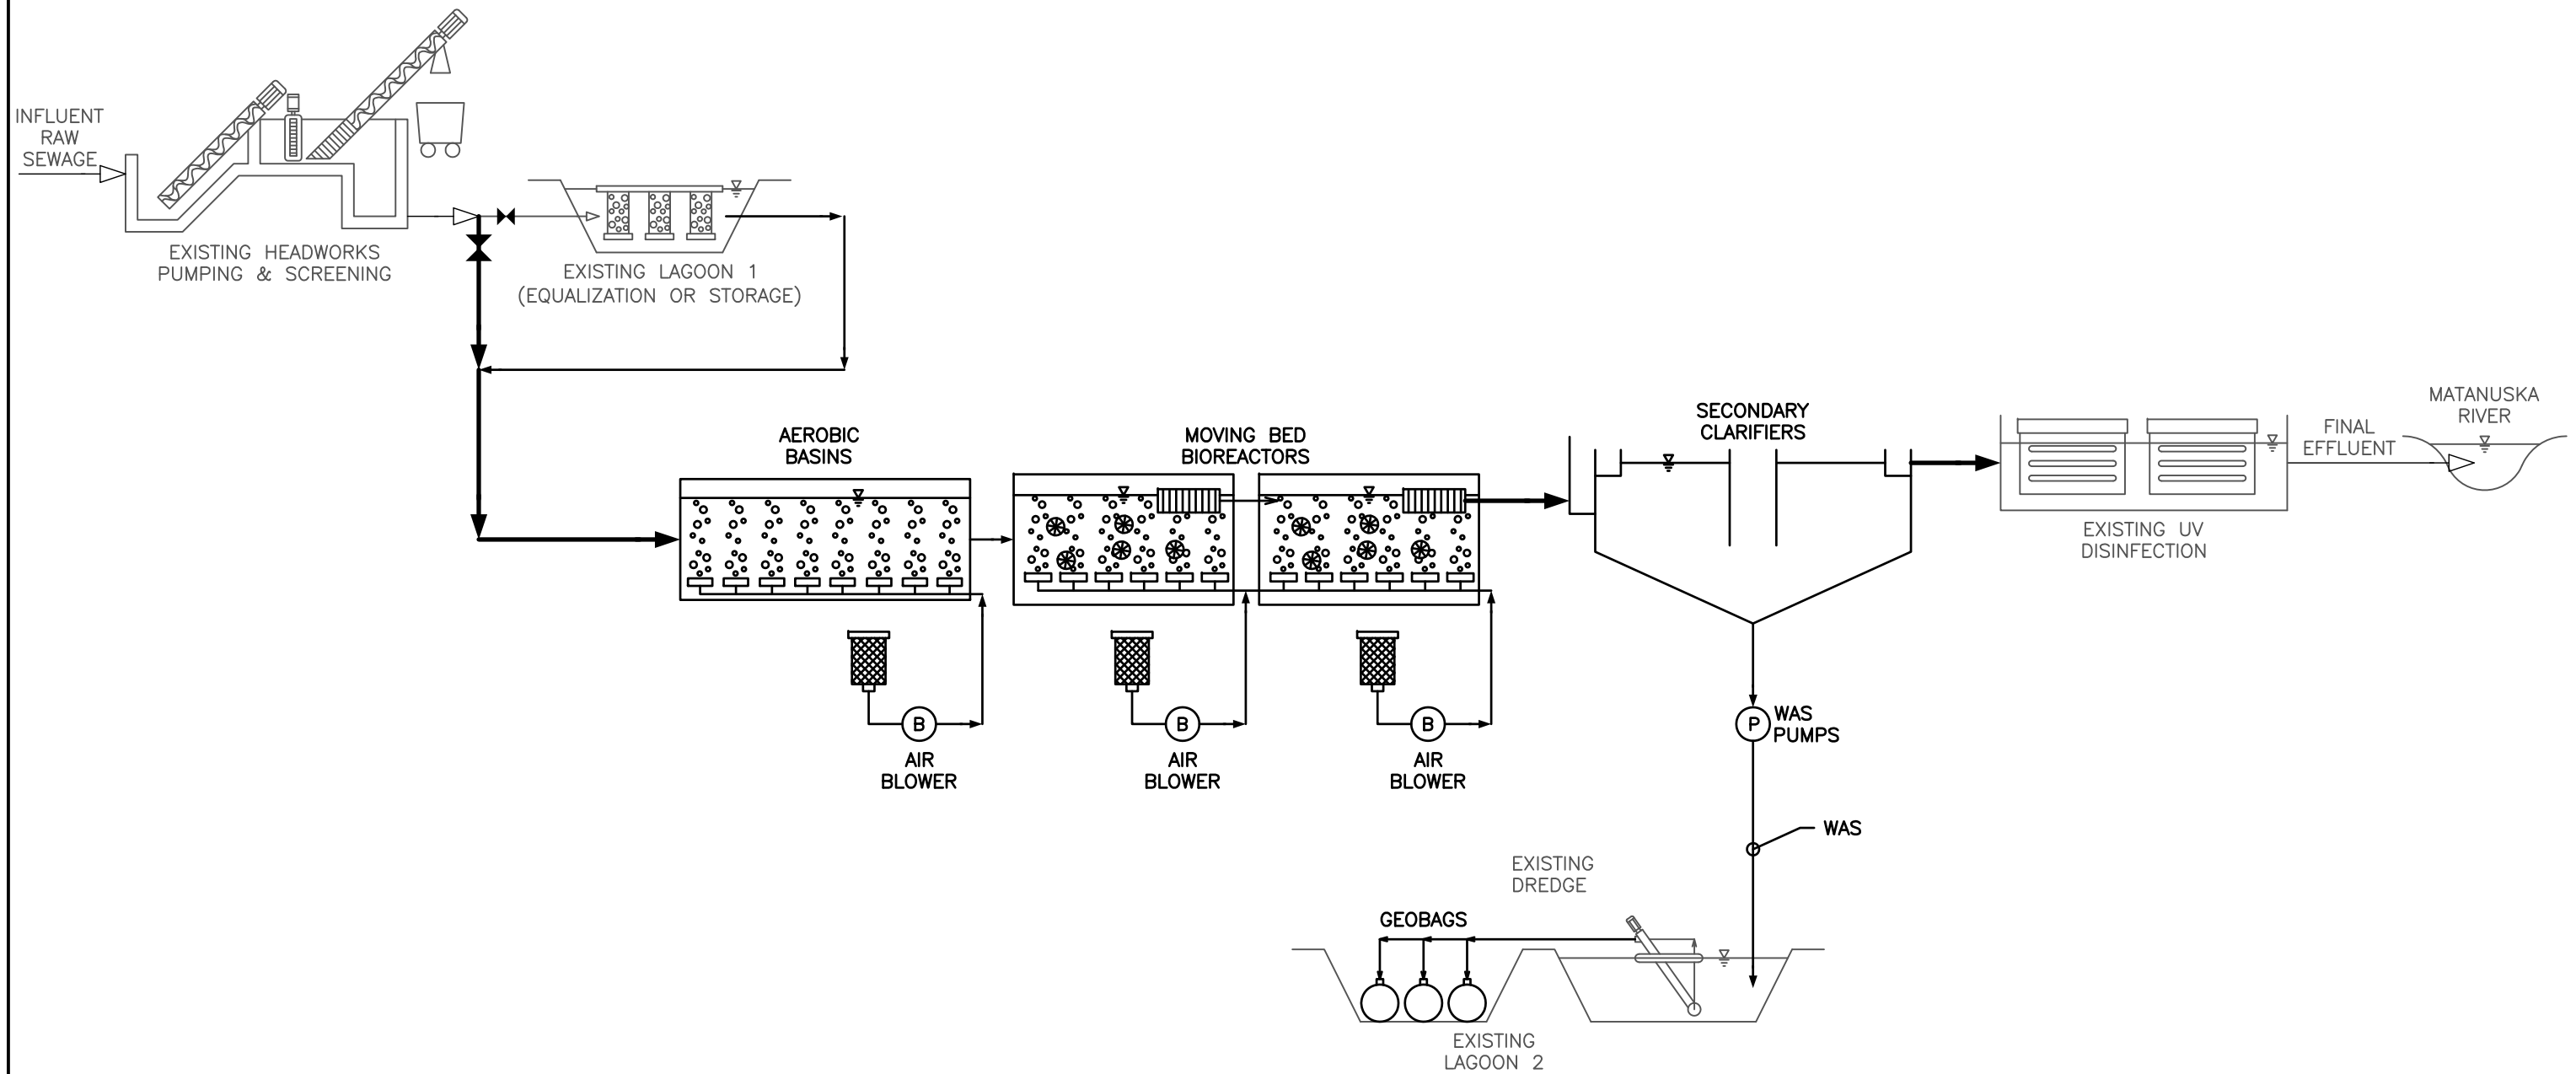 INFLUENT
RAW
SEWAGE
EXISTING HEADWORKS
PUMPING & SCREENING
EXISTING LAGOON 1
(EQUALIZATION OR STORAGE)
AEROBIC
BASINS
MOVING BED
BIOREACTORS
SECONDARY
CLARIFIERS
EXISTING UV
DISINFECTION
FINAL
EFFLUENT
MATANUSKA
RIVER
B
AIR
BLOWER
B
AIR
BLOWER
B
AIR
BLOWER
P
WAS
PUMPS
WAS
EXISTING
DREDGE
GEOBAGS
EXISTING
LAGOON 2